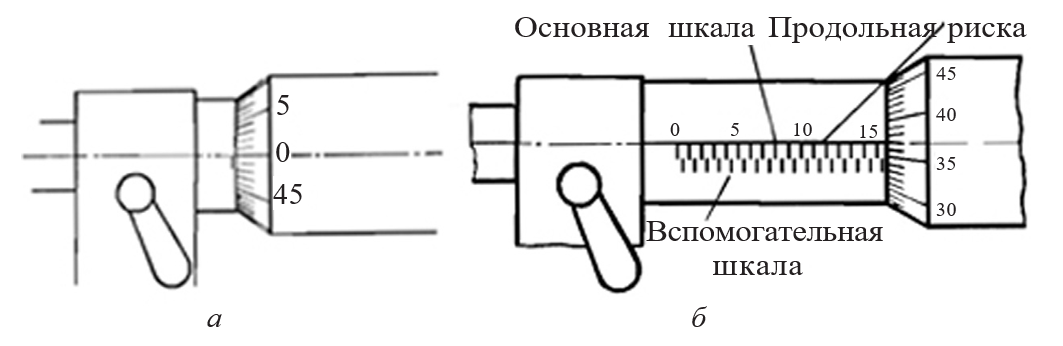 Основная шкала Продольная риска
5
0
45
0 5 10 15
45
40
35
30
Вспомогательная
шкала
а
б